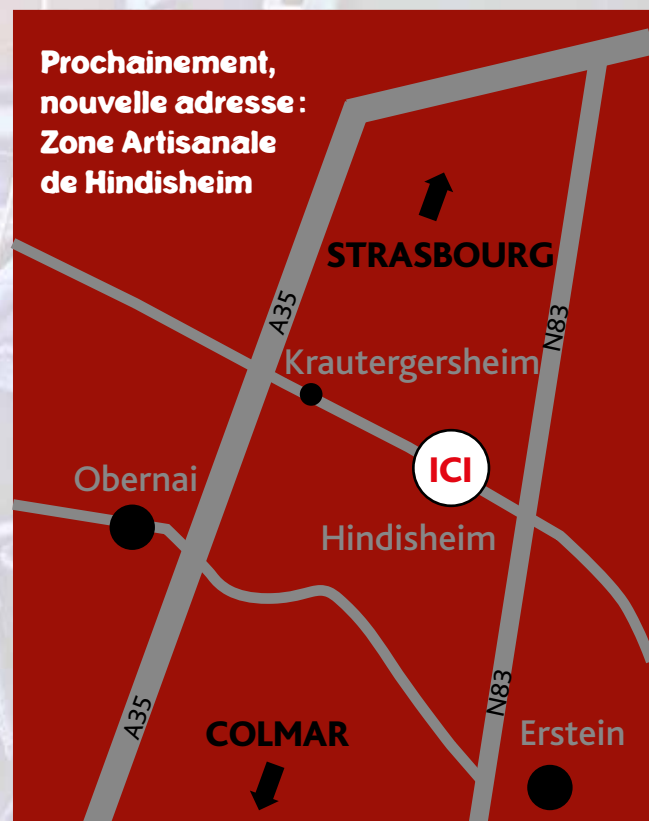 Prochainement,
nouvelle adresse :
Zone Artisanale
de Hindisheim
STRASBOURG
A35
N83
Krautergersheim
ICI
Obernai
Hindisheim
N83
A35
COLMAR
Erstein